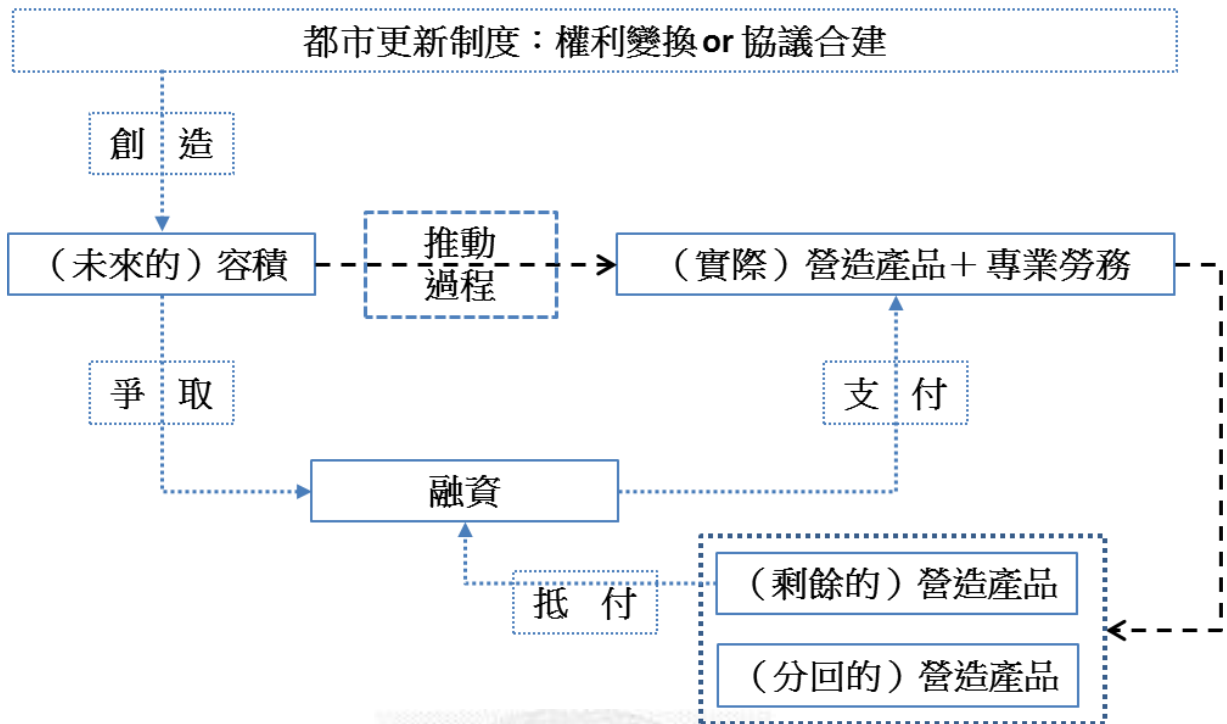 都市更新制度：權利變換 or 協議合建
創 造
（未來的）容積
推動
過程
（實際）營造產品＋專業勞務
爭 取
支 付
融資
（剩餘的）營造產品
抵 付
（分回的）營造產品